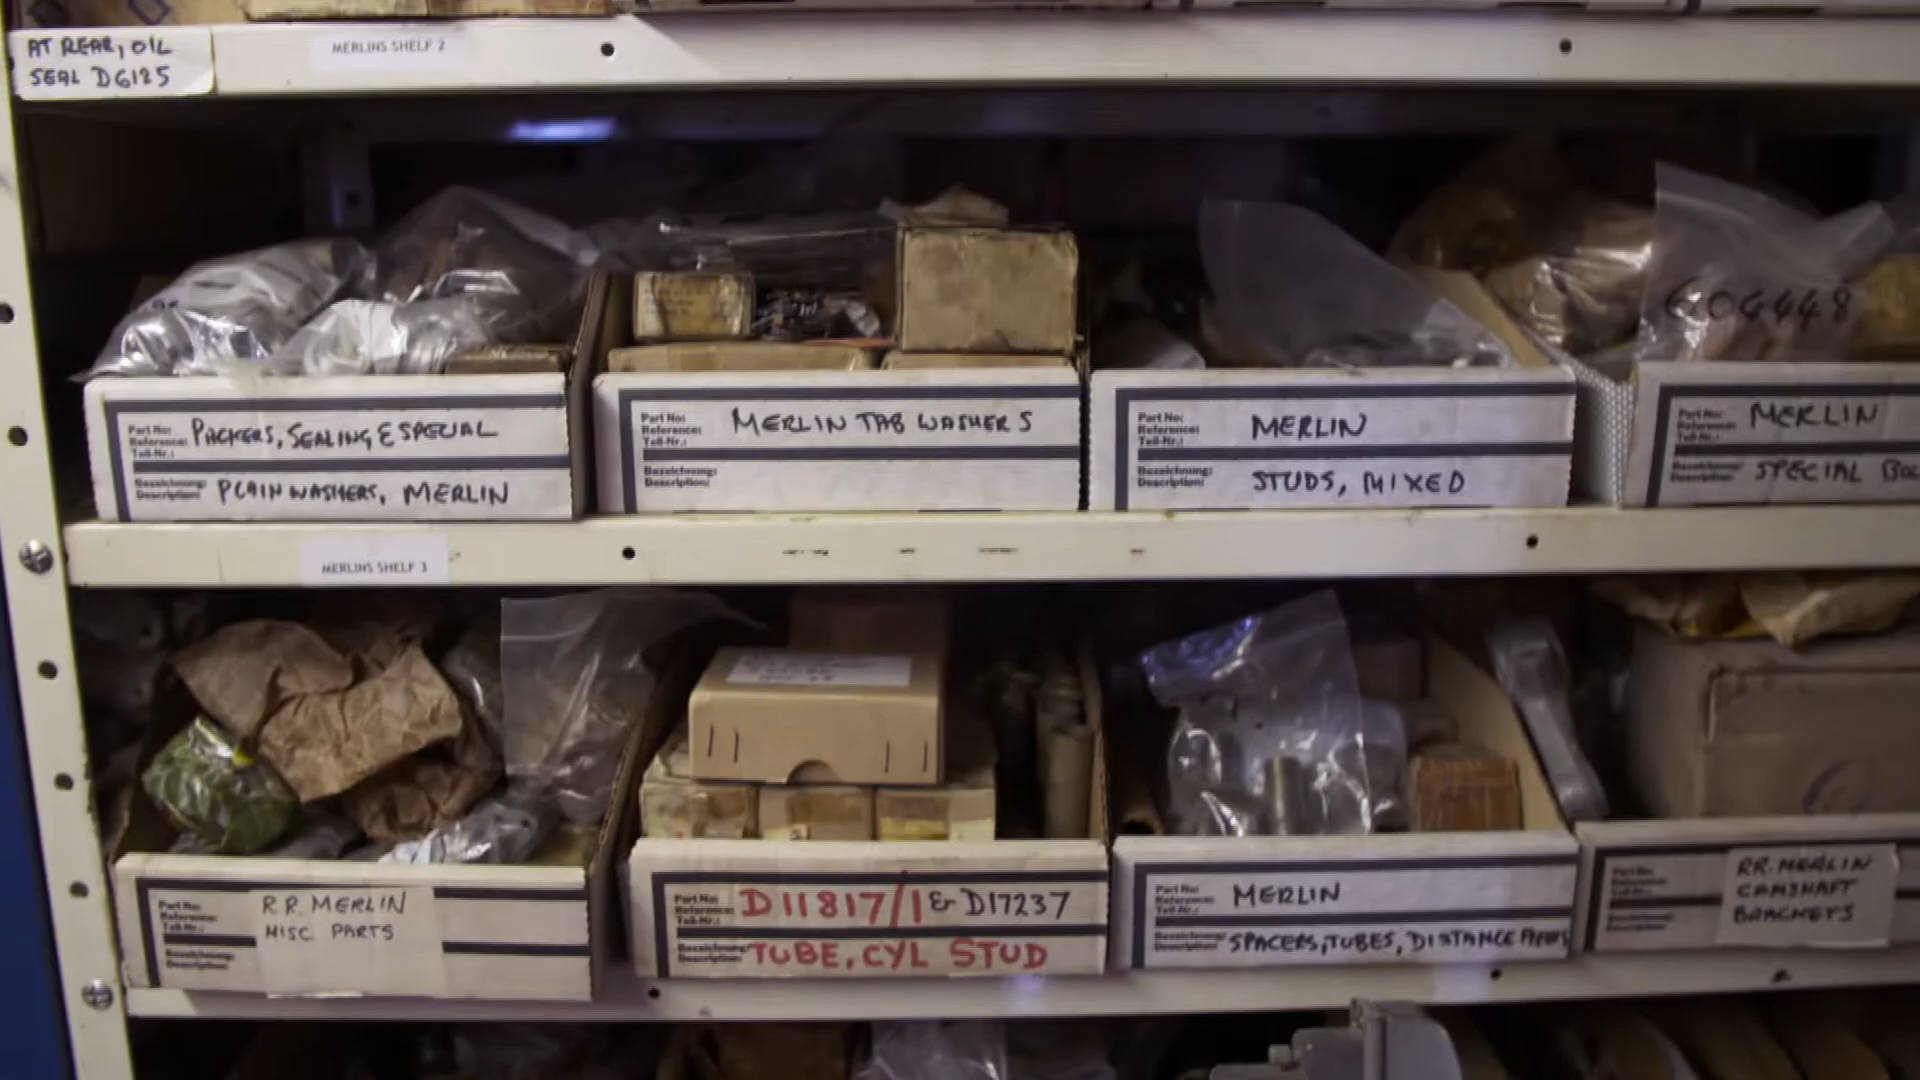 AT REAR, OIL
SEAL DG125
MERLINS SHELF 2
604448
Part No:
Reference:
Teil-Nr.:
PACKERS, SEALING & SPECIAL
Bezeichnung:
Description:
PLAIN WASHERS, MERLIN
Part No:
Reference:
Teil-Nr.:
MERLIN TAB WASHERS
Bezeichnung:
Description:
Part No:
Reference:
Teil-Nr.:
MERLIN
Bezeichnung:
Description:
STUDS, MIXED
Part No:
Reference:
Teil-Nr.:
MERLIN
Bezeichnung:
Description:
SPECIAL
MERLINS SHELF 3
Part No:
Reference:
Teil-Nr.:
Bezeichnung:
Description:
R.R. MERLIN
MISC PARTS
Part No:
Reference:
Teil-Nr.:
D11817/1 & D17237
Bezeichnung:
Description:
TUBE, CYL STUD
Part No:
Reference:
Teil-Nr.:
MERLIN
Bezeichnung:
Description:
SPACERS, TUBES, DISTANCE
Part No:
Reference:
Teil-Nr.:
Bezeichnung:
Description:
RR. MERLIN
CAMSHAFT
BRACKETS